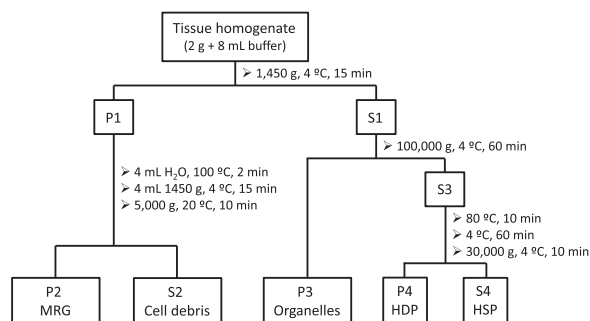 Tissue homogenate
(2 g + 8 mL buffer)
➢ 1,450 g, 4 ºC, 15 min
P1
S1
➢ 100,000 g, 4 ºC, 60 min
➢ 4 mL H₂O, 100 ºC, 2 min
➢ 4 mL 1450 g, 4 ºC, 15 min
➢ 5,000 g, 20 ºC, 10 min
S3
➢ 80 ºC, 10 min
➢ 4 ºC, 60 min
➢ 30,000 g, 4 ºC, 10 min
P2
MRG
S2
Cell debris
P3
Organelles
P4
HDP
S4
HSP